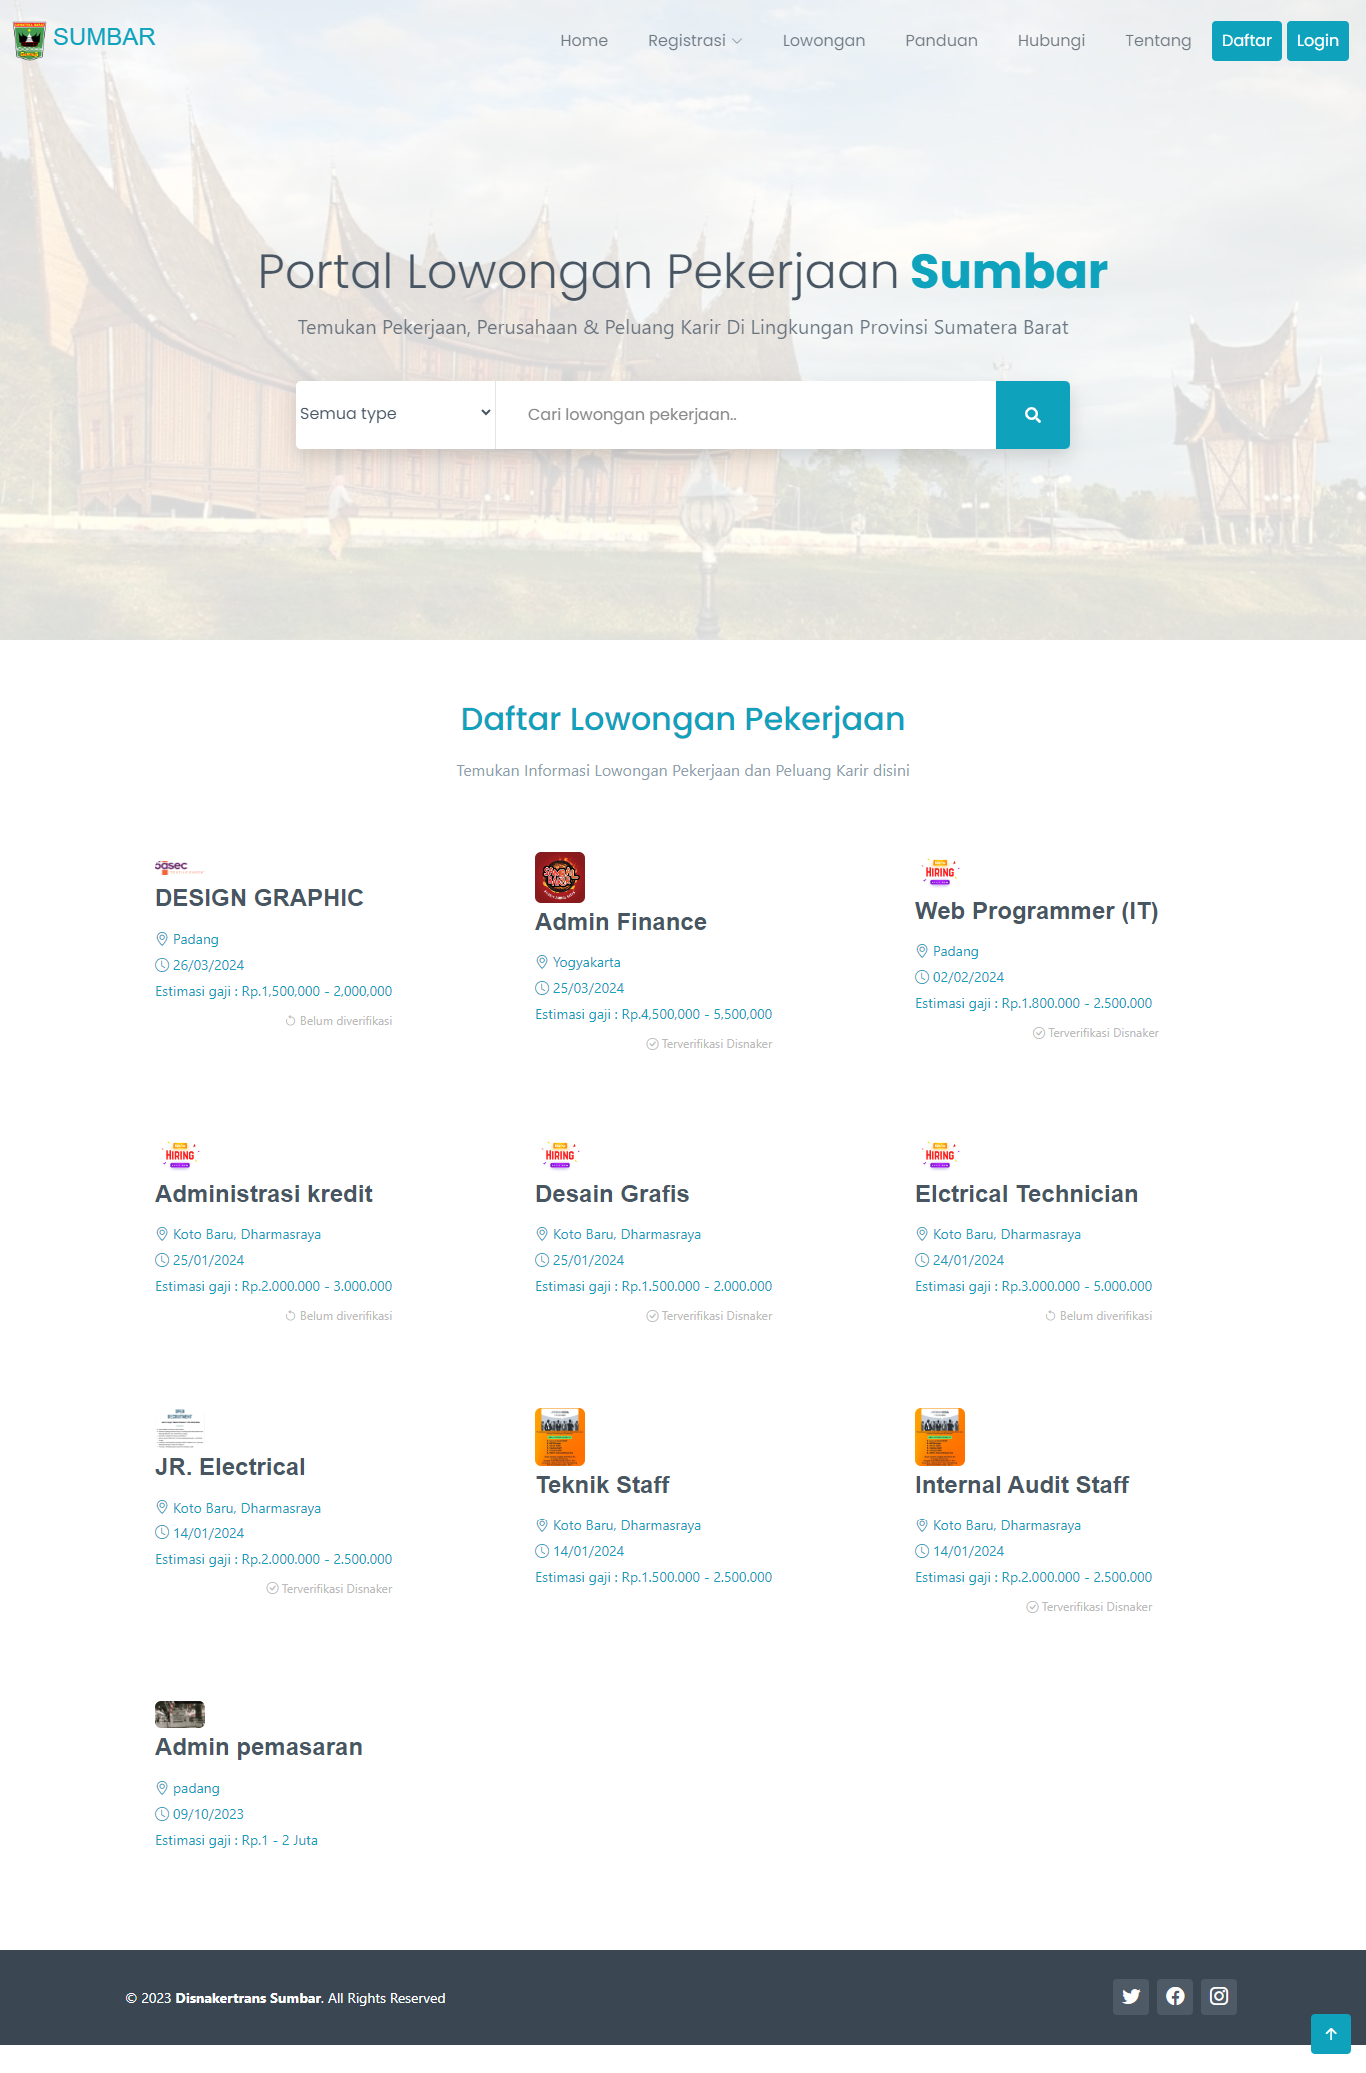 SUMBAR
Home
Registrasi
Lowongan
Panduan
Hubungi
Tentang
Daftar
Login
Portal Lowongan Pekerjaan Sumbar
Temukan Pekerjaan, Perusahaan & Peluang Karir Di Lingkungan Provinsi Sumatera Barat
Semua type
Cari lowongan pekerjaan..
Daftar Lowongan Pekerjaan
Temukan Informasi Lowongan Pekerjaan dan Peluang Karir disini
5asec
DESIGN GRAPHIC
Padang
26/03/2024
Estimasi gaji : Rp.1,500,000 - 2,000,000
Belum diverifikasi
Admin Finance
Yogyakarta
25/03/2024
Estimasi gaji : Rp.4,500,000 - 5,500,000
Terverifikasi Disnaker
HIRING
Web Programmer (IT)
Padang
02/02/2024
Estimasi gaji : Rp.1.800.000 - 2.500.000
Terverifikasi Disnaker
HIRING
Administrasi kredit
Koto Baru, Dharmasraya
25/01/2024
Estimasi gaji : Rp.2.000.000 - 3.000.000
Belum diverifikasi
HIRING
Desain Grafis
Koto Baru, Dharmasraya
25/01/2024
Estimasi gaji : Rp.1.500.000 - 2.000.000
Terverifikasi Disnaker
HIRING
Elctrical Technician
Koto Baru, Dharmasraya
24/01/2024
Estimasi gaji : Rp.3.000.000 - 5.000.000
Belum diverifikasi
OPEN
RECRUITMENT
JR. Electrical
Koto Baru, Dharmasraya
14/01/2024
Estimasi gaji : Rp.2.000.000 - 2.500.000
Terverifikasi Disnaker
Teknik Staff
Koto Baru, Dharmasraya
14/01/2024
Estimasi gaji : Rp.1.500.000 - 2.500.000
Internal Audit Staff
Koto Baru, Dharmasraya
14/01/2024
Estimasi gaji : Rp.2.000.000 - 2.500.000
Terverifikasi Disnaker
Admin pemasaran
padang
09/10/2023
Estimasi gaji : Rp.1 - 2 Juta
© 2023 Disnakertrans Sumbar. All Rights Reserved